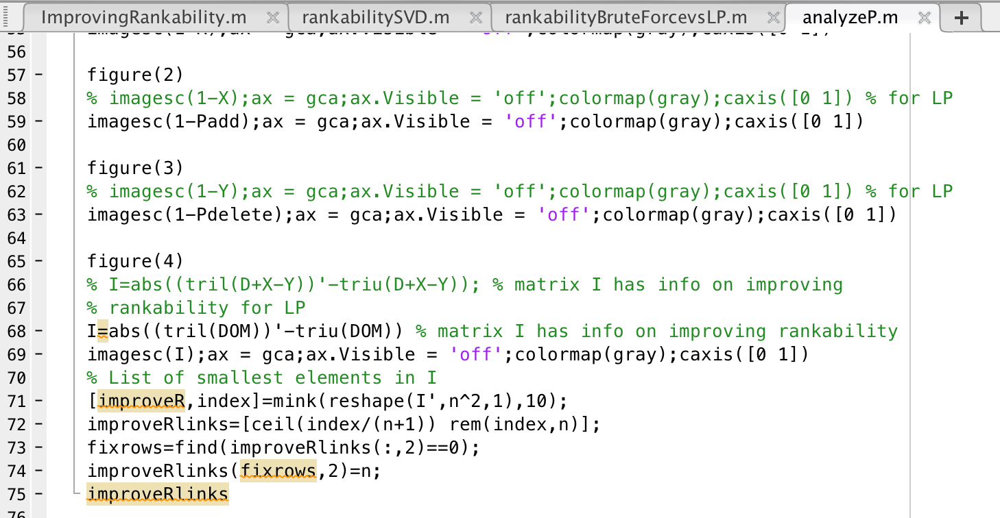 ImprovingRankability.m rankabilitySVD.m rankabilityBruteForcevsLP.m analyzeP.m +
56
57 - figure(2)
58 % imagesc(1-X);ax = gca;ax.Visible = 'off';colormap(gray);caxis([0 1]) % for LP
59 - imagesc(1-Padd);ax = gca;ax.Visible = 'off';colormap(gray);caxis([0 1])
60
61 - figure(3)
62 % imagesc(1-Y);ax = gca;ax.Visible = 'off';colormap(gray);caxis([0 1]) % for LP
63 - imagesc(1-Pdelete);ax = gca;ax.Visible = 'off';colormap(gray);caxis([0 1])
64
65 - figure(4)
66 % I=abs((tril(D+X-Y))'-triu(D+X-Y)); % matrix I has info on improving
67 % rankability for LP
68 - I=abs((tril(DOM))'-triu(DOM)) % matrix I has info on improving rankability
69 - imagesc(I);ax = gca;ax.Visible = 'off';colormap(gray);caxis([0 1])
70 % List of smallest elements in I
71 - [improveR,index]=mink(reshape(I',n^2,1),10);
72 - improveRlinks=[ceil(index/(n+1)) rem(index,n)];
73 - fixrows=find(improveRlinks(:,2)==0);
74 - improveRlinks(fixrows,2)=n;
75 - improveRlinks